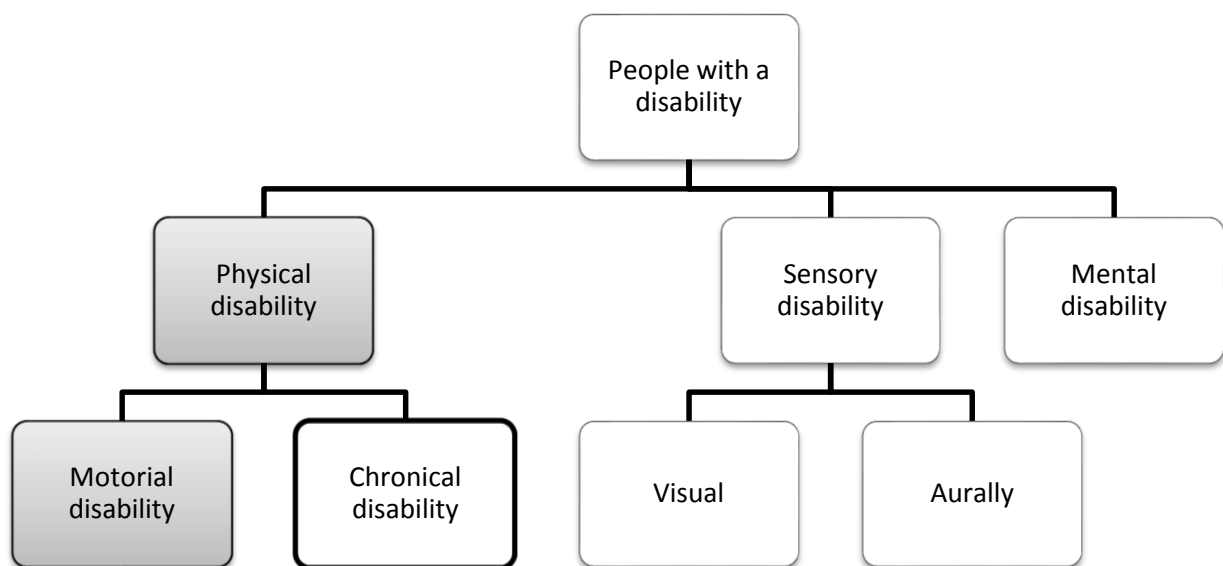 People with a
disability
Physical
disability
Sensory
disability
Mental
disability
Motorial
disability
Chronical
disability
Visual
Aurally